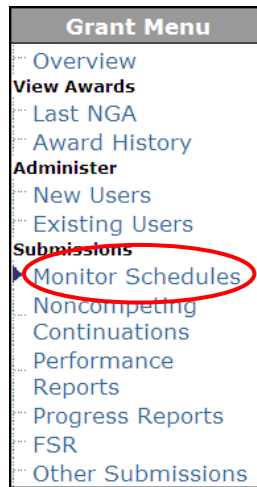 Grant Menu
Overview
View Awards
Last NGA
Award History
Administer
New Users
Existing Users
Submissions
Monitor Schedules
Noncompeting
Continuations
Performance
Reports
Progress Reports
FSR
Other Submissions